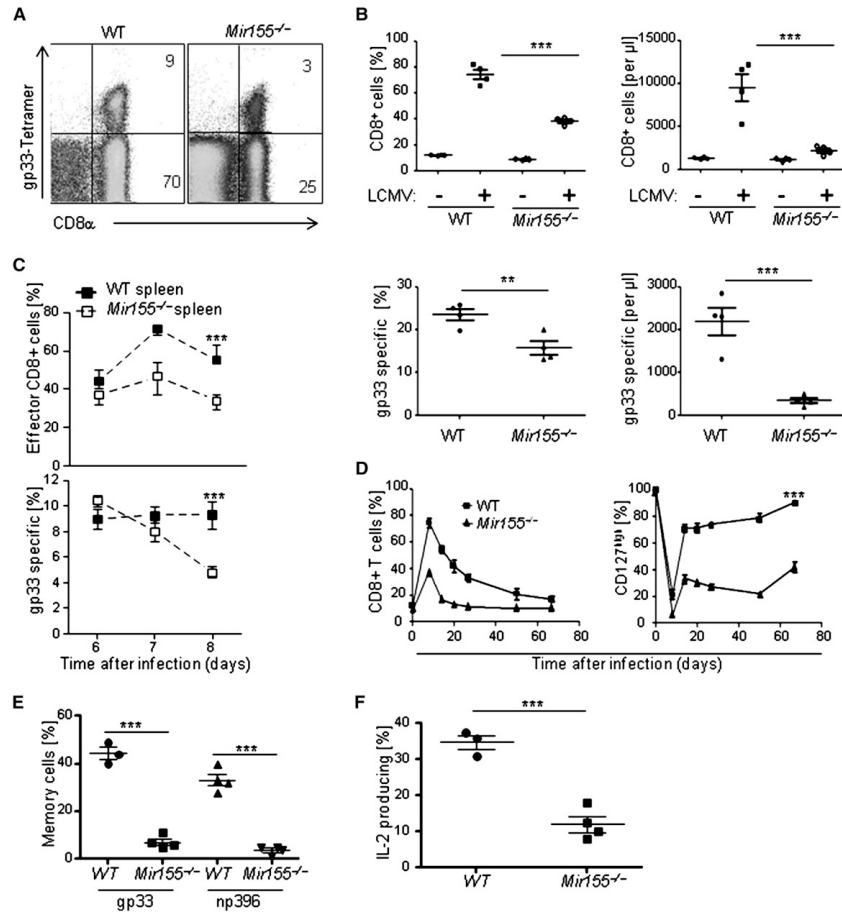 A
WT
Mir155-/-
gp33-Tetramer
9
3
70
25
CD8α
B
CD8+ cells [%]
100
80
60
40
20
0
***
LCMV:
-
+
-
+
WT
Mir155-/-
CD8+ cells [per µl]
15000
10000
5000
0
***
LCMV:
-
+
-
+
WT
Mir155-/-
gp33 specific [%]
30
20
10
0
**
WT
Mir155-/-
gp33 specific [per µl]
3000
2000
1000
0
***
WT
Mir155-/-
C
WT spleen
Mir155-/- spleen
Effector CD8+ cells [%]
80
60
40
20
0
***
gp33 specific [%]
12
10
8
6
4
2
0
***
6
7
8
Time after infection (days)
D
CD8+ T cells [%]
100
80
60
40
20
0
WT
Mir155-/-
0
20
40
60
80
CD127high [%]
100
80
60
40
20
0
***
0
20
40
60
80
Time after infection (days)
E
Memory cells [%]
60
40
20
0
***
***
WT
Mir155-/-
WT
Mir155-/-
gp33
np396
F
IL-2 producing [%]
40
30
20
10
0
***
WT
Mir155-/-